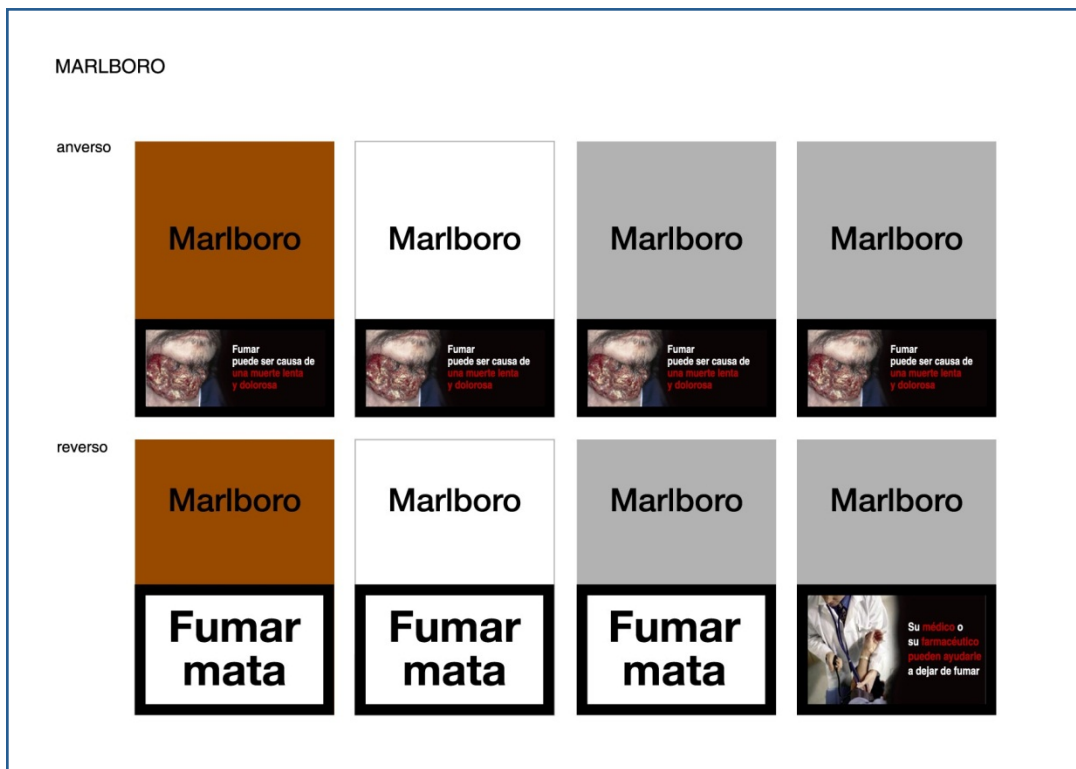 MARLBORO
anverso
Marlboro
Marlboro
Marlboro
Marlboro
Fumar
puede ser causa de
una muerte lenta
y dolorosa
Fumar
puede ser causa de
una muerte lenta
y dolorosa
Fumar
puede ser causa de
una muerte lenta
y dolorosa
Fumar
puede ser causa de
una muerte lenta
y dolorosa
reverso
Marlboro
Marlboro
Marlboro
Marlboro
Fumar
mata
Fumar
mata
Fumar
mata
Su médico o
su farmacéutico
pueden ayudarle
a dejar de fumar